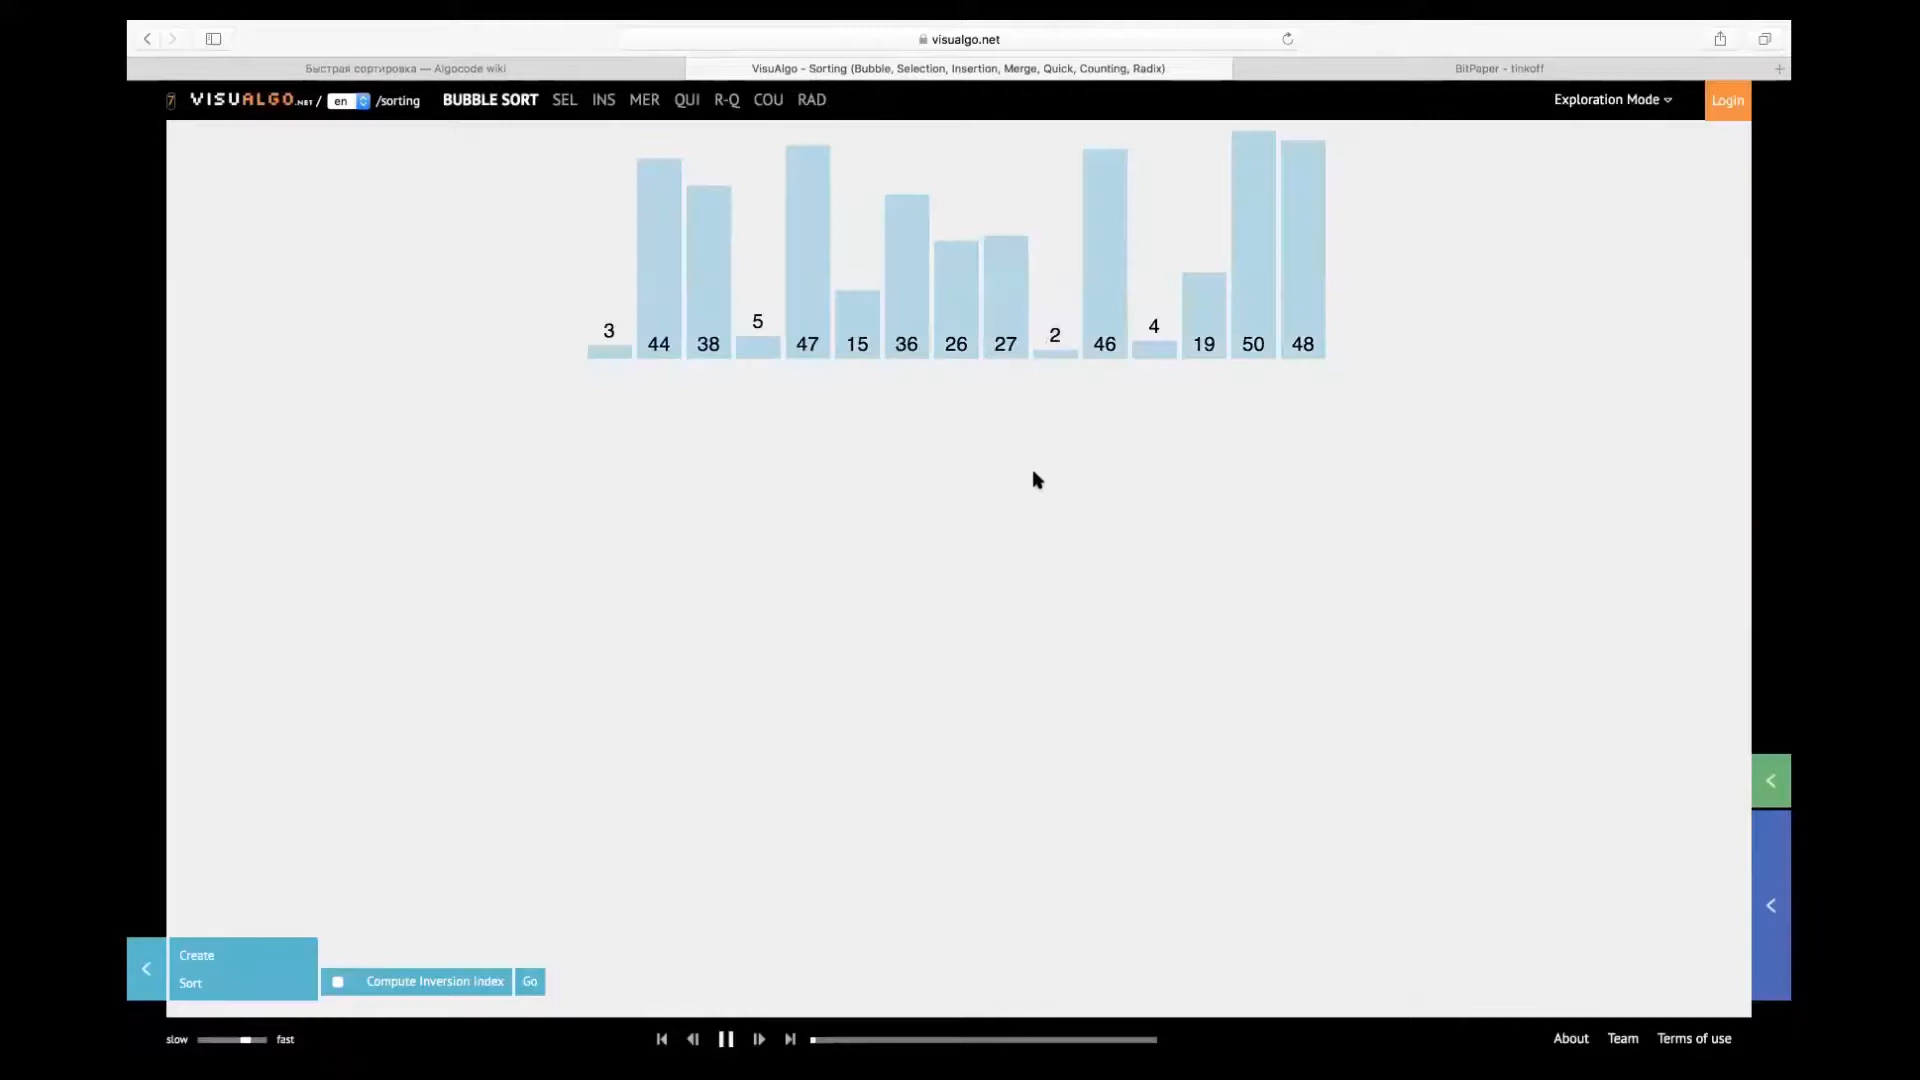 visualgo.net
Быстрая сортировка — Algocode wiki
VisuAlgo - Sorting (Bubble, Selection, Insertion, Merge, Quick, Counting, Radix)
BitPaper - tinkoff
+
7 VISUALGO.NET / en /sorting BUBBLE SORT SEL INS MER QUI R-Q COU RAD Exploration Mode Login
3 44 38 5 47 15 36 26 27 2 46 4 19 50 48
Create
Sort
Compute Inversion Index Go
slow fast
About Team Terms of use